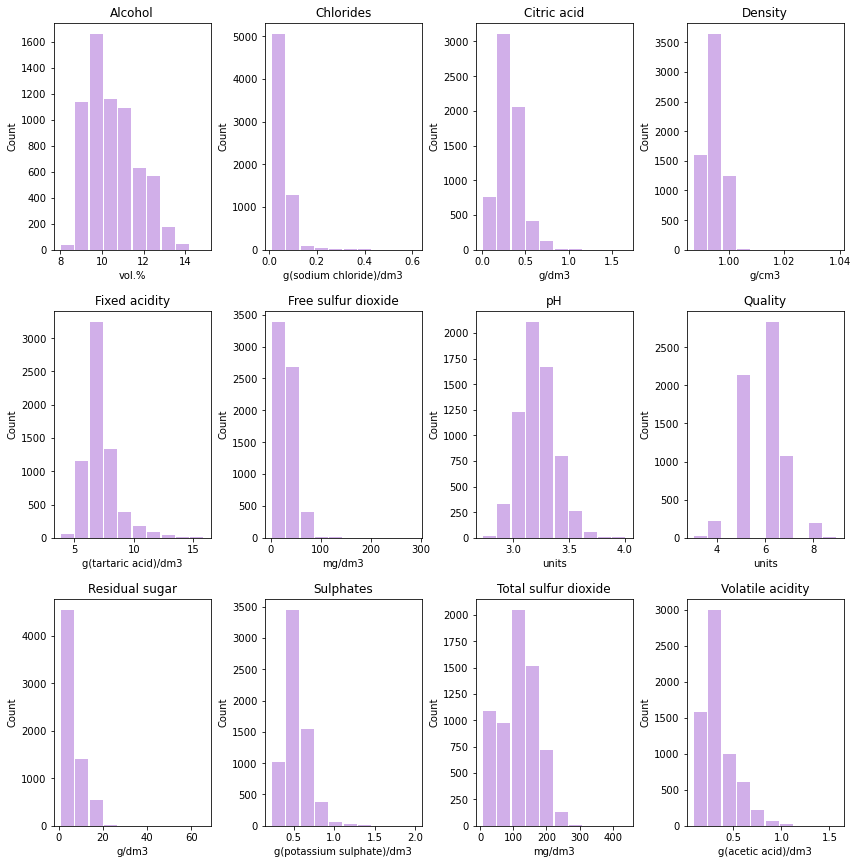 Alcohol
Count
1600
1400
1200
1000
800
600
400
200
0
8 10 12 14
vol.%
Chlorides
Count
5000
4000
3000
2000
1000
0
0.0 0.2 0.4 0.6
g(sodium chloride)/dm3
Citric acid
Count
3000
2500
2000
1500
1000
500
0
0.0 0.5 1.0 1.5
g/dm3
Density
Count
3500
3000
2500
2000
1500
1000
500
0
1.00 1.02 1.04
g/cm3
Fixed acidity
Count
3000
2500
2000
1500
1000
500
0
5 10 15
g(tartaric acid)/dm3
Free sulfur dioxide
Count
3500
3000
2500
2000
1500
1000
500
0
0 100 200 300
mg/dm3
pH
Count
2000
1750
1500
1250
1000
750
500
250
0
3.0 3.5 4.0
units
Quality
Count
2500
2000
1500
1000
500
0
4 6 8
units
Residual sugar
Count
4000
3000
2000
1000
0
0 20 40 60
g/dm3
Sulphates
Count
3500
3000
2500
2000
1500
1000
500
0
0.5 1.0 1.5 2.0
g(potassium sulphate)/dm3
Total sulfur dioxide
Count
2000
1750
1500
1250
1000
750
500
250
0
0 100 200 300 400
mg/dm3
Volatile acidity
Count
3000
2500
2000
1500
1000
500
0
0.5 1.0 1.5
g(acetic acid)/dm3